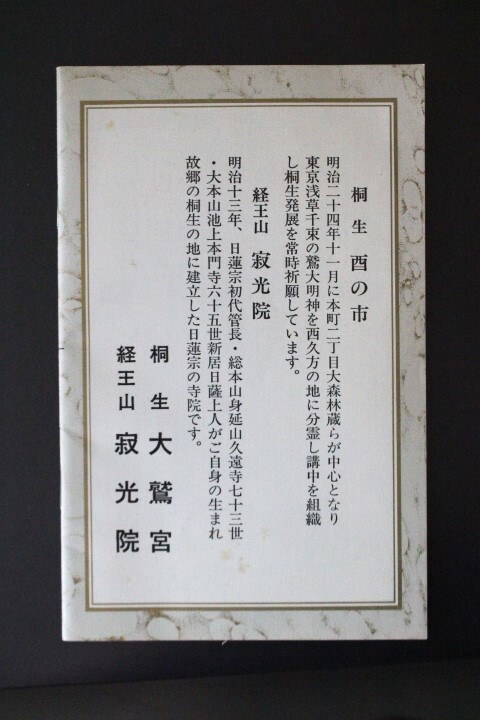 桐生 酉の市
明治二十四年十一月に本町二丁目大森林蔵らが中心となり
東京浅草千束の鷲大明神を西久方の地に分霊し講中を組織
し桐生発展を常時祈願しています。
経王山 寂光院
明治十三年、日蓮宗初代管長・総本山身延山久遠寺七十三世
・大本山池上本門寺六十五世新居日薩上人がご自身の生まれ
故郷の桐生の地に建立した日蓮宗の寺院です。
桐生 大鷲宮
経王山 寂光院